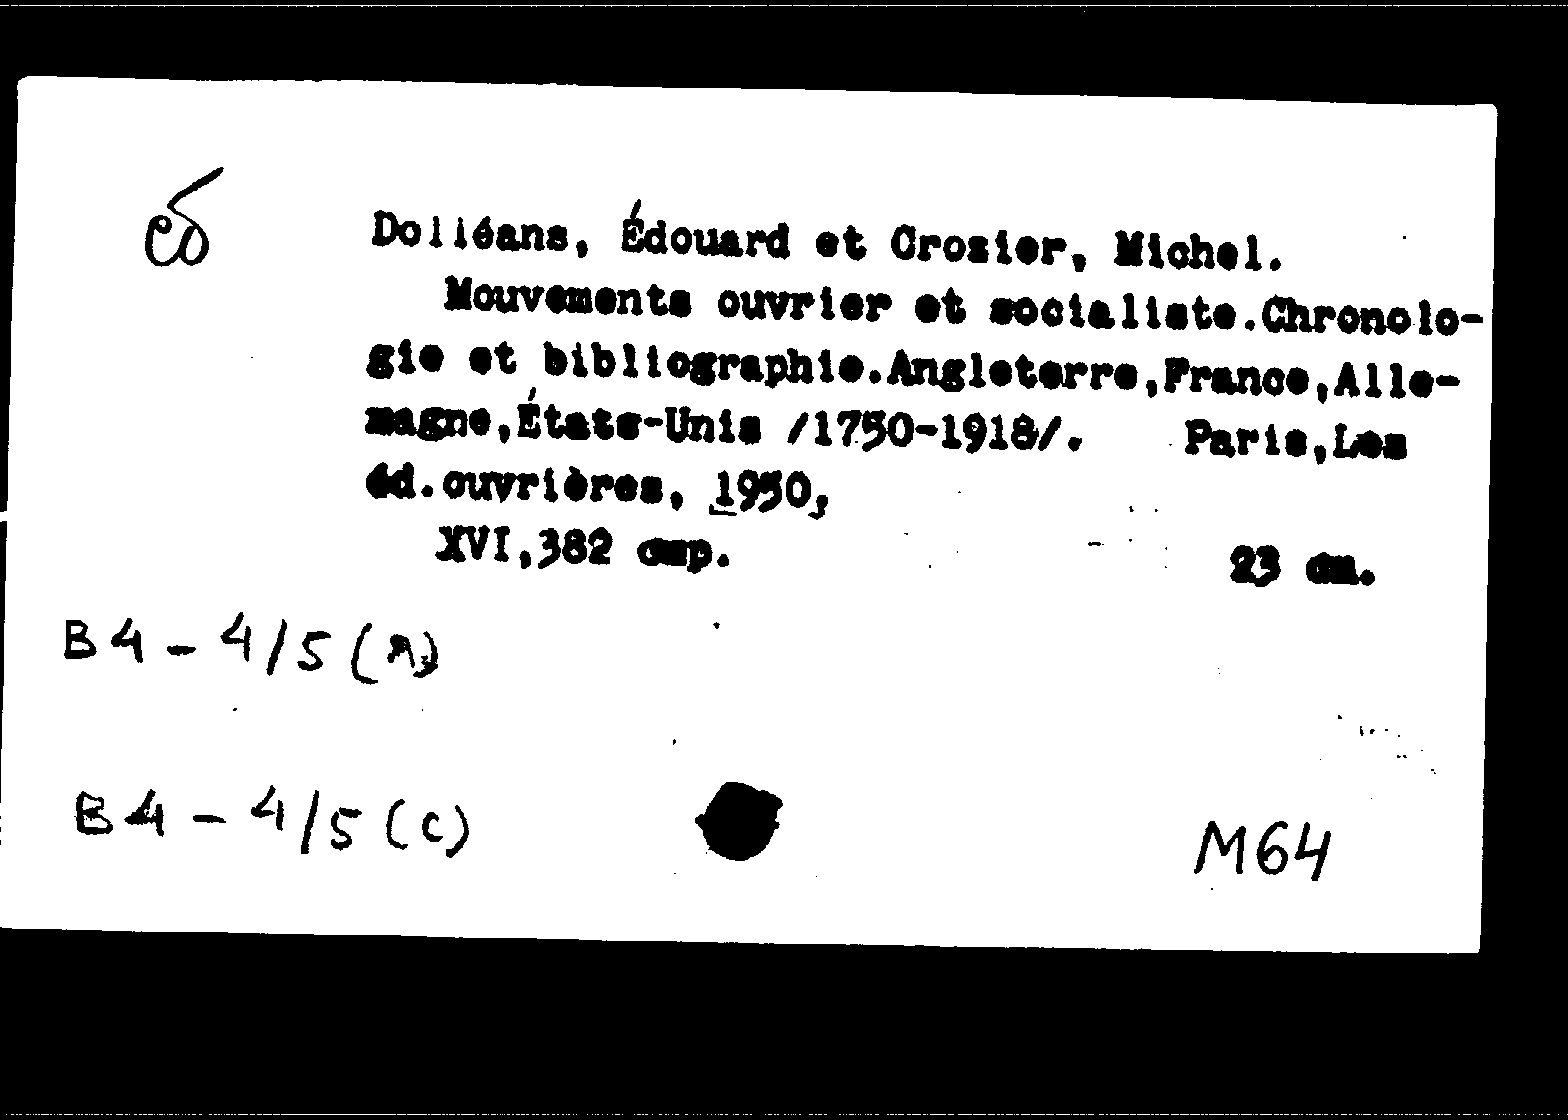 Dolléans, Édouard et Crozier, Michel.
Mouvements ouvrier et socialiste.Chronolo-
gie et bibliographie.Angleterre,France,Alle-
magne,États-Unis /1750-1918/. Paris,Les
éd.ouvrières, 1950,
XVI,382 стр. 23 см.
B4-4/5(A)
B4-4/5(C)
M64